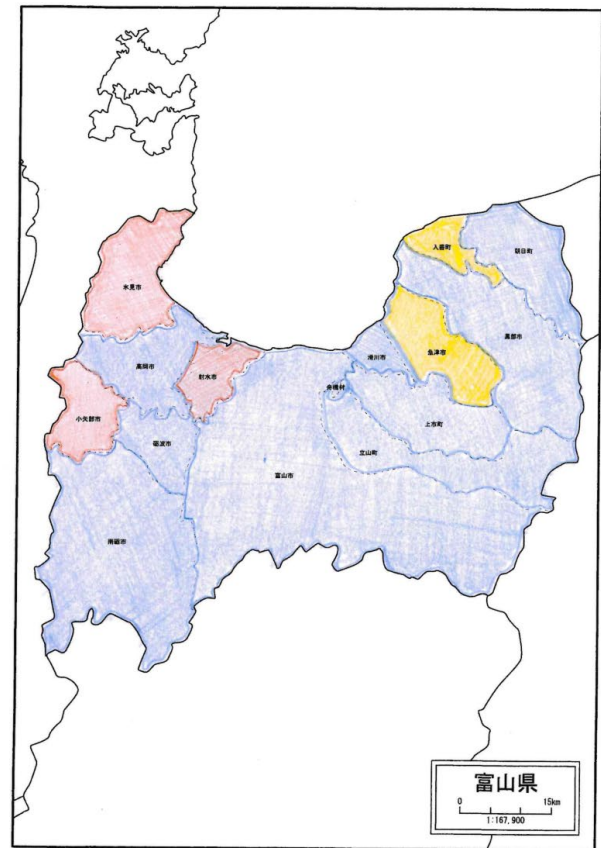 氷見市
入善町
朝日町
高岡市
射水市
小矢部市
砺波市
南砺市
富山市
滑川市
魚津市
黒部市
舟橋村
上市町
立山町
富山県
0 15km
1:167,900